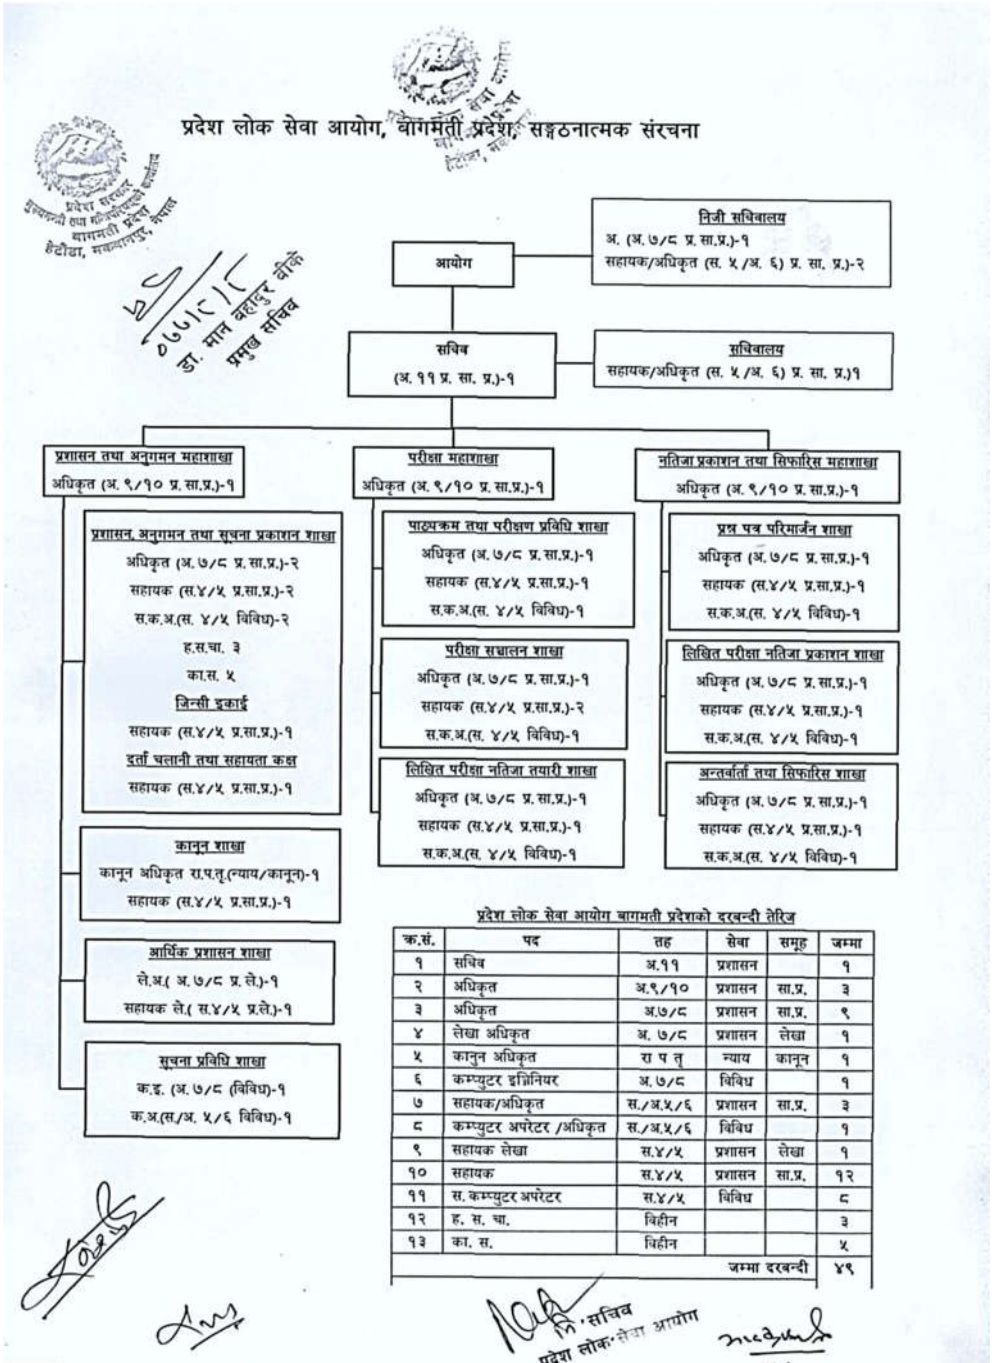 प्रदेश लोक सेवा आयोग, बागमती प्रदेश, सङ्गठनात्मक संरचना
प्रदेश सरकार
मुख्यमन्त्री तथा मन्त्रिपरिषद्को कार्यालय
बागमती प्रदेश
हेटौंडा, मकवानपुर, नेपाल
डा. मान बहादुर बीके
प्रमुख सचिव
निजी सचिवालय
अ. (अ. ७/८ प्र. सा.प्र.)-१
सहायक/अधिकृत (स. ५ /अ. ६) प्र. सा. प्र.)-२
आयोग
सचिव
(अ. ११ प्र. सा. प्र.)-१
सचिवालय
सहायक/अधिकृत (स. ५ /अ. ६) प्र. सा. प्र.)१
प्रशासन तथा अनुगमन महाशाखा
अधिकृत (अ. ९/१० प्र. सा.प्र.)-१
प्रशासन, अनुगमन तथा सूचना प्रकाशन शाखा
अधिकृत (अ. ७/८ प्र. सा.प्र.)-२
सहायक (स.४/५ प्र.सा.प्र.)-२
स.क.अ.(स. ४/५ विविध)-२
ह.स.चा. ३
का.स. ५
जिन्सी इकाई
सहायक (स.४/५ प्र.सा.प्र.)-१
दर्ता चलानी तथा सहायता कक्ष
सहायक (स.४/५ प्र.सा.प्र.)-१
कानून शाखा
कानून अधिकृत रा.प.तृ.(न्याय/कानून)-१
सहायक (स.४/५ प्र.सा.प्र.)-१
आर्थिक प्रशासन शाखा
ले.अ.( अ. ७/८ प्र. ले.)-१
सहायक ले.( स.४/५ प्र.ले.)-१
सूचना प्रविधि शाखा
क.इ. (अ. ७/८ (विविध)-१
क.अ.(स./अ. ५/६ विविध)-१
परीक्षा महाशाखा
अधिकृत (अ. ९/१० प्र. सा.प्र.)-१
पाठ्यक्रम तथा परीक्षण प्रविधि शाखा
अधिकृत (अ. ७/८ प्र. सा.प्र.)-१
सहायक (स.४/५ प्र.सा.प्र.)-१
स.क.अ.(स. ४/५ विविध)-१
परीक्षा सञ्चालन शाखा
अधिकृत (अ. ७/८ प्र. सा.प्र.)-१
सहायक (स.४/५ प्र.सा.प्र.)-२
स.क.अ.(स. ४/५ विविध)-१
लिखित परीक्षा नतिजा तयारी शाखा
अधिकृत (अ. ७/८ प्र. सा.प्र.)-१
सहायक (स.४/५ प्र.सा.प्र.)-१
स.क.अ.(स. ४/५ विविध)-१
नतिजा प्रकाशन तथा सिफारिस महाशाखा
अधिकृत (अ. ९/१० प्र. सा.प्र.)-१
प्रश्न पत्र परिमार्जन शाखा
अधिकृत (अ. ७/८ प्र. सा.प्र.)-१
सहायक (स.४/५ प्र.सा.प्र.)-१
स.क.अ.(स. ४/५ विविध)-१
लिखित परीक्षा नतिजा प्रकाशन शाखा
अधिकृत (अ. ७/८ प्र. सा.प्र.)-१
सहायक (स.४/५ प्र.सा.प्र.)-१
स.क.अ.(स. ४/५ विविध)-१
अन्तर्वार्ता तथा सिफारिस शाखा
अधिकृत (अ. ७/८ प्र. सा.प्र.)-१
सहायक (स.४/५ प्र.सा.प्र.)-१
स.क.अ.(स. ४/५ विविध)-१
प्रदेश लोक सेवा आयोग बागमती प्रदेशको दरबन्दी तेरिज
क.सं. पद तह सेवा समूह जम्मा
१ सचिव अ.११ प्रशासन १
२ अधिकृत अ.९/१० प्रशासन सा.प्र. ३
३ अधिकृत अ.७/८ प्रशासन सा.प्र. ९
४ लेखा अधिकृत अ. ७/८ प्रशासन लेखा १
५ कानुन अधिकृत रा प तृ न्याय कानून १
६ कम्प्युटर इञ्जिनियर अ. ७/८ विविध १
७ सहायक/अधिकृत स./अ.५/६ प्रशासन सा.प्र. ३
८ कम्प्युटर अपरेटर /अधिकृत स./अ.५/६ विविध १
९ सहायक लेखा स.४/५ प्रशासन लेखा १
१० सहायक स.४/५ प्रशासन सा.प्र. १२
११ स. कम्प्युटर अपरेटर स.४/५ विविध ८
१२ ह. स. चा. विहीन ३
१३ का. स. विहीन ५
जम्मा दरबन्दी ४९
सचिव
प्रदेश लोक सेवा आयोग